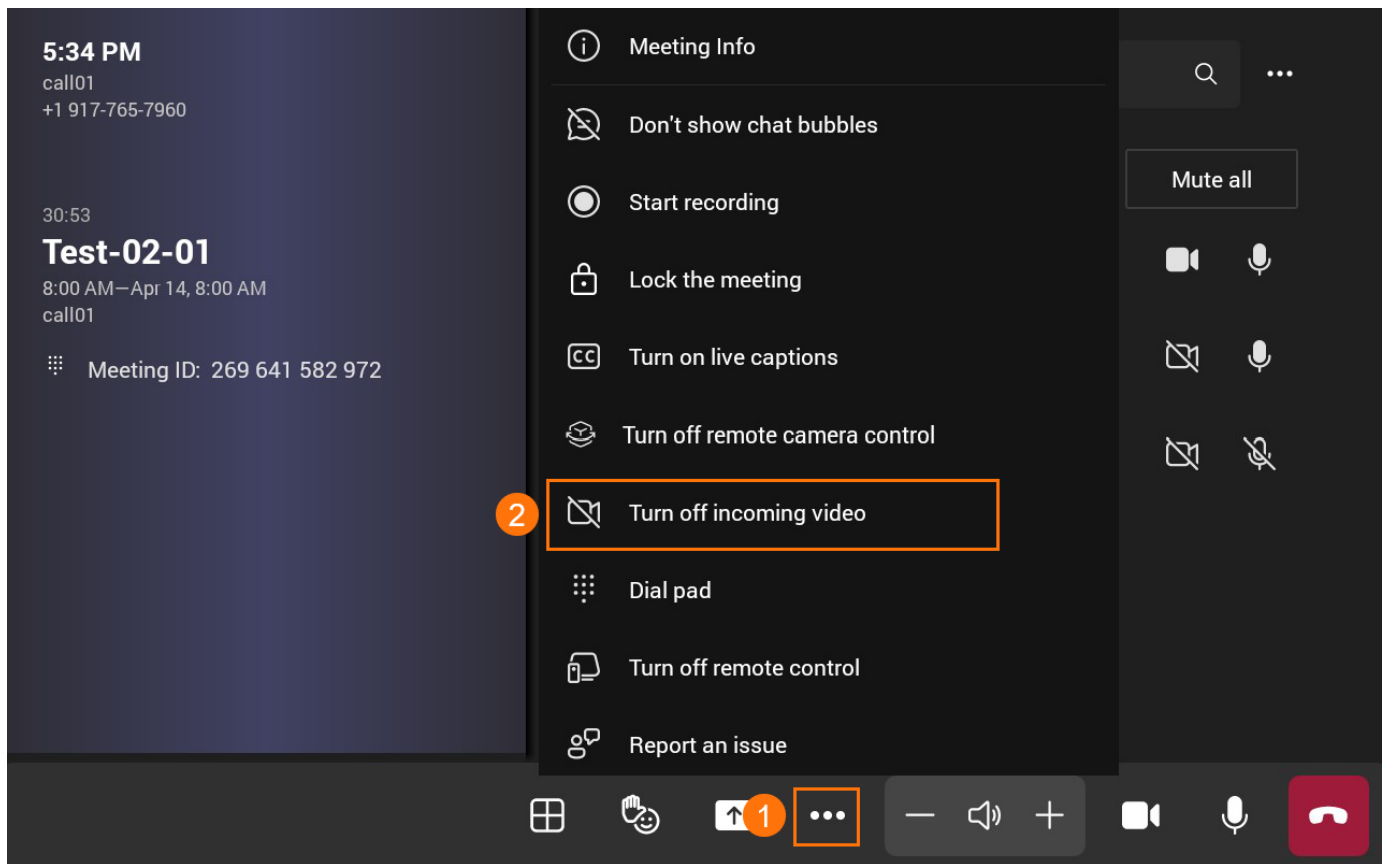 5:34 PM
call01
+1 917-765-7960
30:53
Test-02-01
8:00 AM—Apr 14, 8:00 AM
call01
Meeting ID: 269 641 582 972
Meeting Info
Don't show chat bubbles
Start recording
Lock the meeting
CC
Turn on live captions
Turn off remote camera control
2
Turn off incoming video
Dial pad
Turn off remote control
Report an issue
Mute all
1